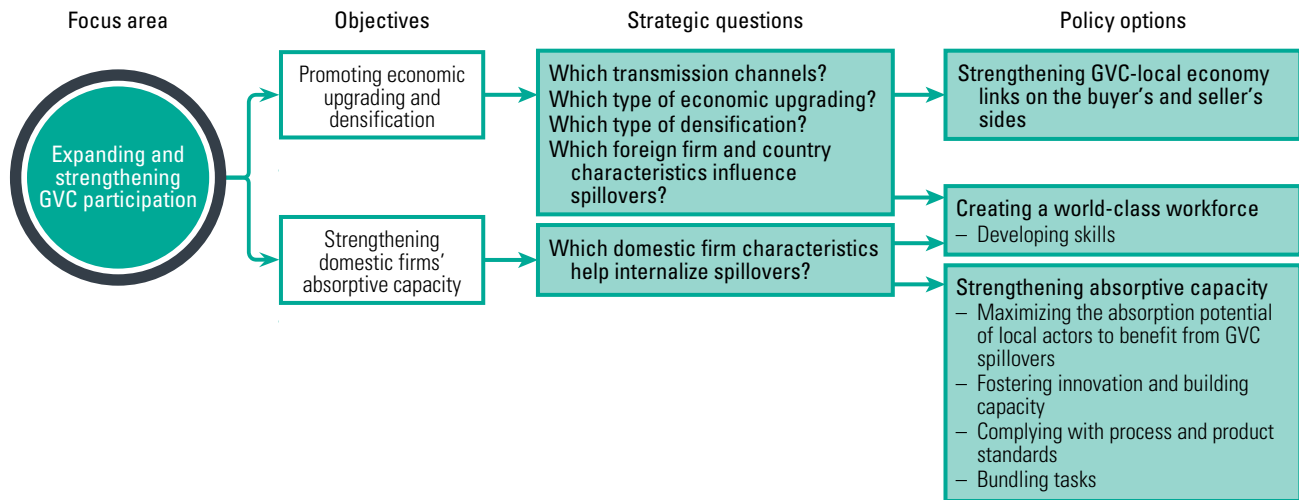 Focus area
Objectives
Strategic questions
Policy options
Expanding and
strengthening
GVC participation
Promoting economic
upgrading and
densification
Strengthening
domestic firms’
absorptive capacity
Which transmission channels?
Which type of economic upgrading?
Which type of densification?
Which foreign firm and country
characteristics influence
spillovers?
Which domestic firm characteristics
help internalize spillovers?
Strengthening GVC-local economy
links on the buyer’s and seller’s
sides
Creating a world-class workforce
– Developing skills
Strengthening absorptive capacity
– Maximizing the absorption potential
of local actors to benefit from GVC
spillovers
– Fostering innovation and building
capacity
– Complying with process and product
standards
– Bundling tasks